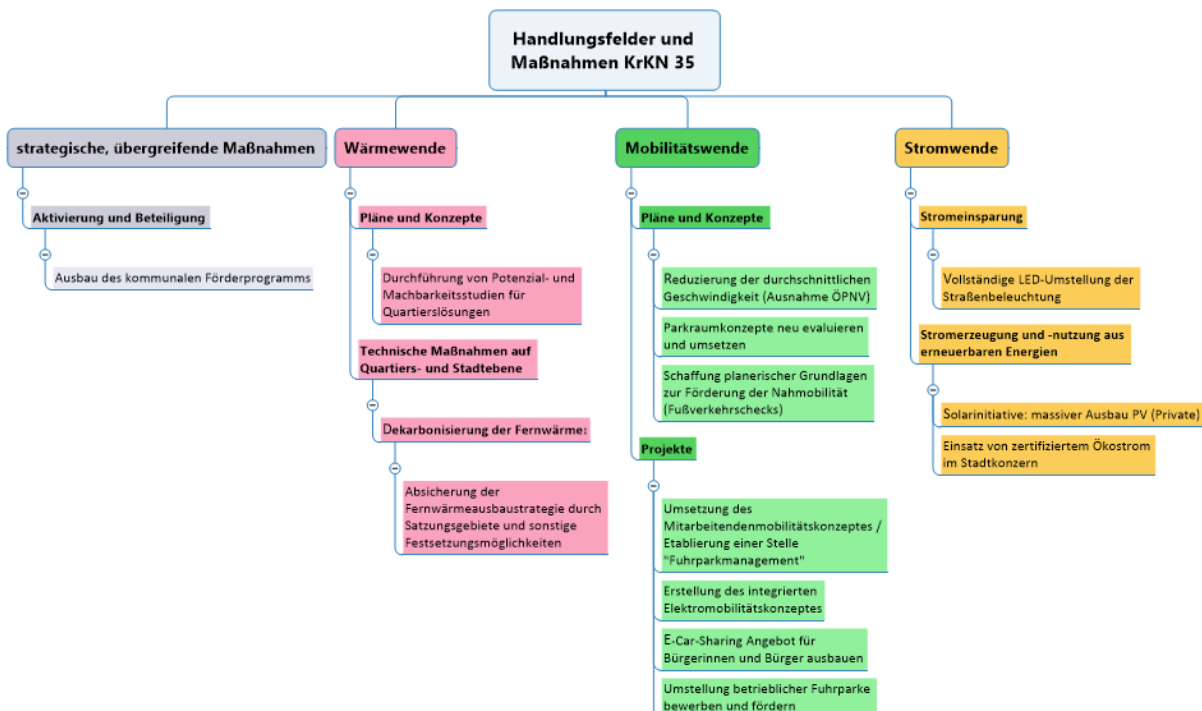 Handlungsfelder und
Maßnahmen KrKN 35
strategische, übergreifende Maßnahmen
Aktivierung und Beteiligung
Ausbau des kommunalen Förderprogramms
Wärmewende
Pläne und Konzepte
Durchführung von Potenzial- und
Machbarkeitsstudien für
Quartierslösungen
Technische Maßnahmen auf
Quartiers- und Stadtebene
Dekarbonisierung der Fernwärme:
Absicherung der
Fernwärmeausbaustrategie durch
Satzungsgebiete und sonstige
Festsetzungsmöglichkeiten
Mobilitätswende
Pläne und Konzepte
Reduzierung der durchschnittlichen
Geschwindigkeit (Ausnahme ÖPNV)
Parkraumkonzepte neu evaluieren
und umsetzen
Schaffung planerischer Grundlagen
zur Förderung der Nahmobilität
(Fußverkehrschecks)
Projekte
Umsetzung des
Mitarbeitendenmobilitätskonzeptes /
Etablierung einer Stelle
"Fuhrparkmanagement"
Erstellung des integrierten
Elektromobilitätskonzeptes
E-Car-Sharing Angebot für
Bürgerinnen und Bürger ausbauen
Umstellung betrieblicher Fuhrparke
bewerben und fördern
Stromwende
Stromeinsparung
Vollständige LED-Umstellung der
Straßenbeleuchtung
Stromerzeugung und -nutzung aus
erneuerbaren Energien
Solarinitiative: massiver Ausbau PV (Private)
Einsatz von zertifiziertem Ökostrom
im Stadtkonzern